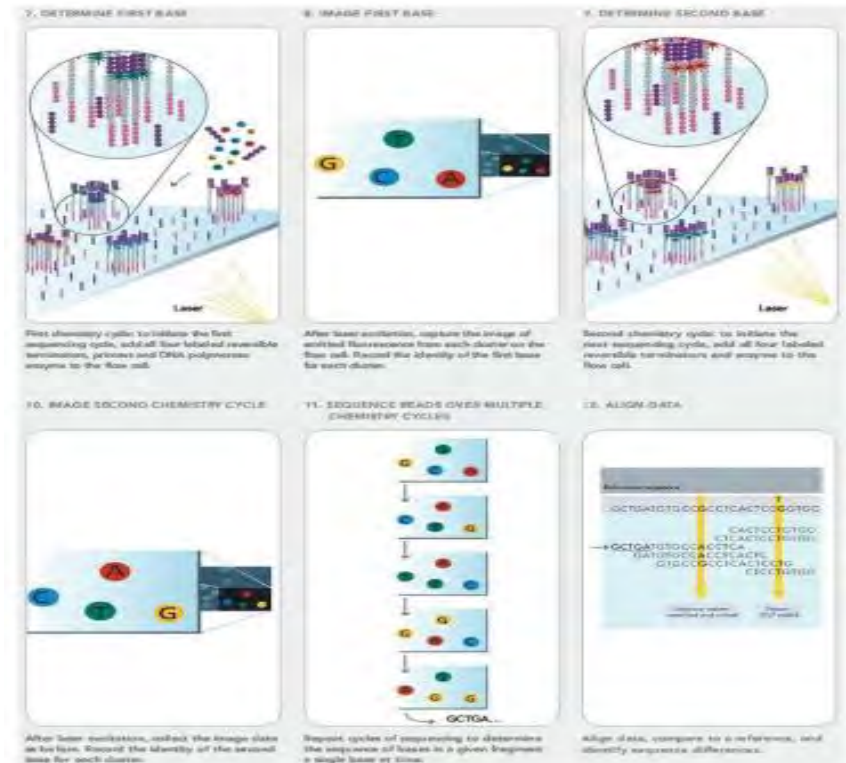 7. DETERMINE FIRST BASE
Laser
First chemistry cycle: to initiate the first
sequencing cycle, add all four labeled reversible
terminators, primers and DNA polymerase
enzyme to the flow cell.
8. IMAGE FIRST BASE
T
G
C
A
After laser excitation, capture the image of
emitted fluorescence from each cluster on the
flow cell. Record the identity of the first base
for each cluster.
9. DETERMINE SECOND BASE
Laser
Second chemistry cycle: to initiate the
next sequencing cycle, add all four labeled
reversible terminators and enzyme to the
flow cell.
10. IMAGE SECOND CHEMISTRY CYCLE
A
C
T
G
After laser excitation, collect the image data
as before. Record the identity of the second
base for each cluster.
11. SEQUENCE READS OVER MULTIPLE
CHEMISTRY CYCLES
GCTGA...
Repeat cycles of sequencing to determine
the sequence of bases in a given fragment
a single base at time.
12. ALIGN DATA
T
GCTGATGTGCCGCCTCACTCCGGTGG
CACTCCTGTGG
CTCACTCCTGTGG
GCTGATGTGCCACCTCA
GATGTGCCACCTCACTC
GTGCCGCCTCACTCCTG
CTCCTGTGG
Align data, compare to a reference, and
identify sequence differences.